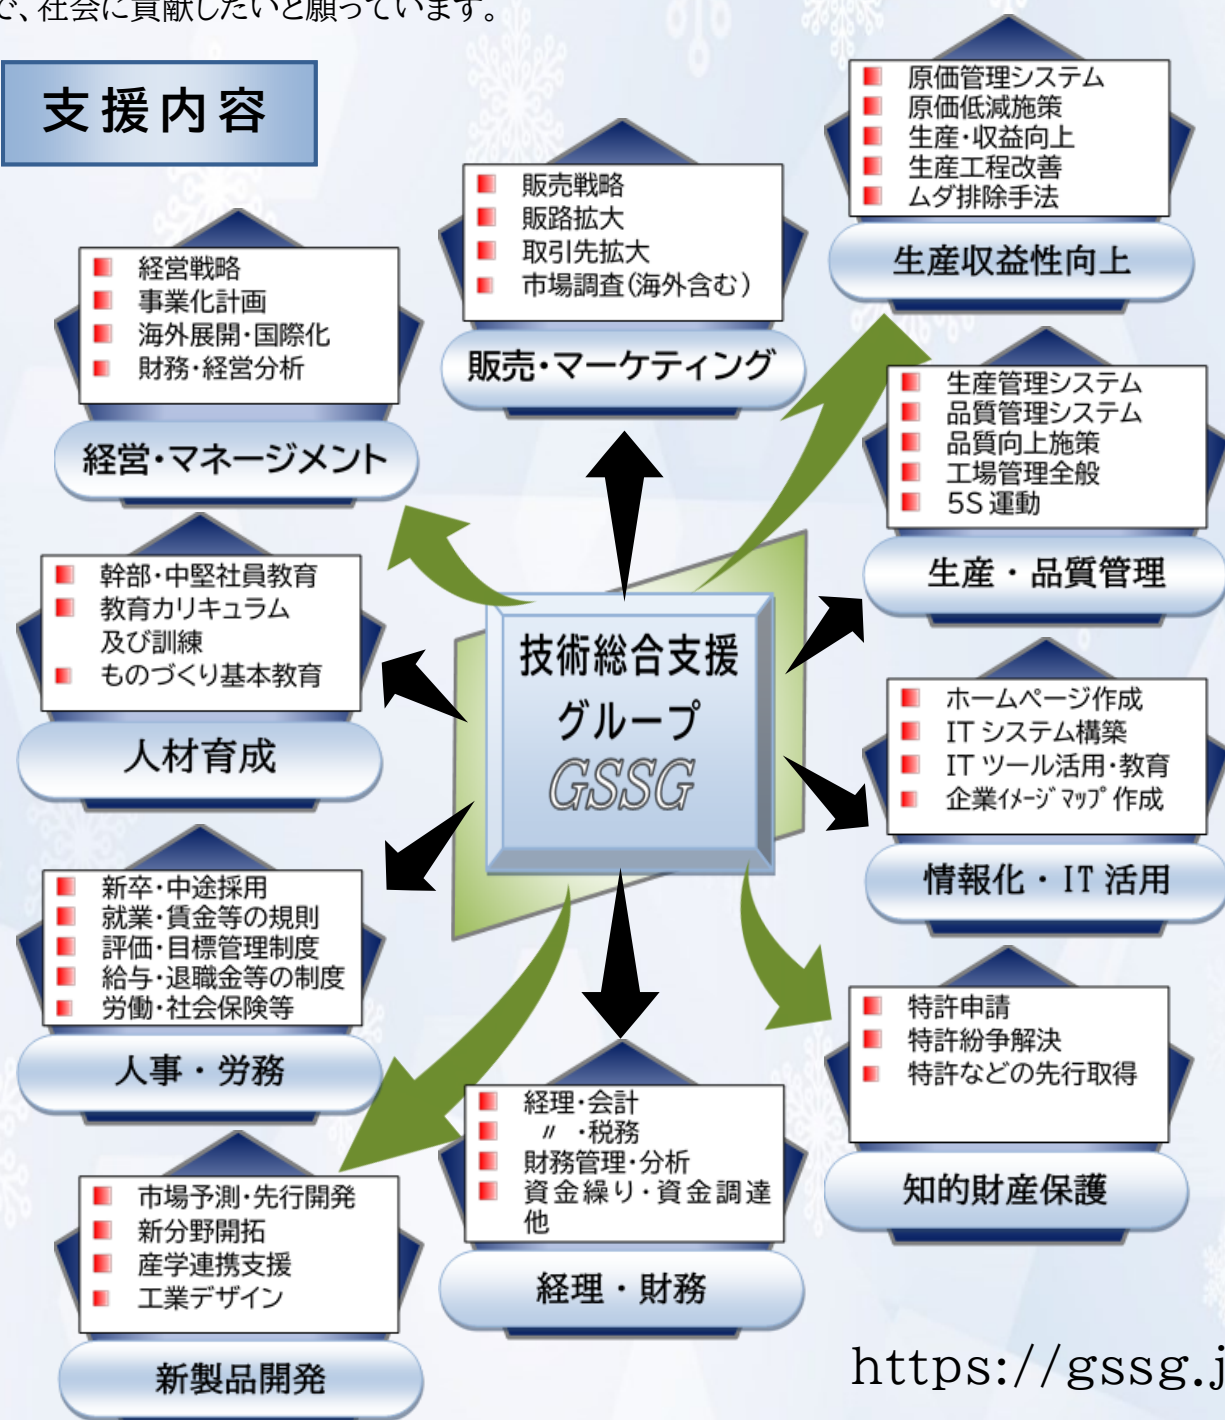 で、社会に貢献したいと願っています。
支援内容
原価管理システム
原価低減施策
生産・収益向上
生産工程改善
ムダ排除手法
生産収益性向上
販売戦略
販路拡大
取引先拡大
市場調査(海外含む)
販売・マーケティング
経営戦略
事業化計画
海外展開・国際化
財務・経営分析
経営・マネージメント
生産管理システム
品質管理システム
品質向上施策
工場管理全般
5S 運動
生産・品質管理
幹部・中堅社員教育
教育カリキュラム
及び訓練
ものづくり基本教育
人材育成
技術総合支援
グループ
GSSG
ホームページ作成
IT システム構築
IT ツール活用・教育
企業ｲﾒｰｼﾞﾏｯﾌﾟ作成
情報化・IT 活用
新卒・中途採用
就業・賃金等の規則
評価・目標管理制度
給与・退職金等の制度
労働・社会保険等
人事・労務
特許申請
特許紛争解決
特許などの先行取得
知的財産保護
経理・会計
〃 ・税務
財務管理・分析
資金繰り・資金調達
他
経理・財務
市場予測・先行開発
新分野開拓
産学連携支援
工業デザイン
新製品開発
https://gssg.j